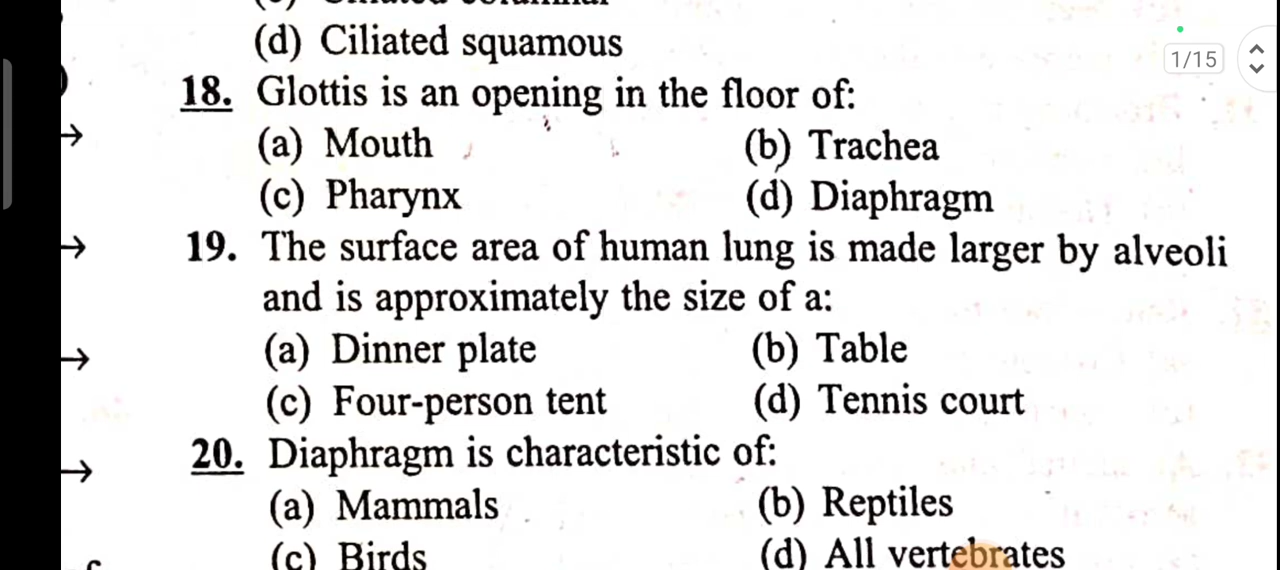 (d) Ciliated squamous
1/15
18. Glottis is an opening in the floor of:
(a) Mouth (b) Trachea
(c) Pharynx (d) Diaphragm
19. The surface area of human lung is made larger by alveoli
and is approximately the size of a:
(a) Dinner plate (b) Table
(c) Four-person tent (d) Tennis court
20. Diaphragm is characteristic of:
(a) Mammals (b) Reptiles
(c) Birds (d) All vertebrates